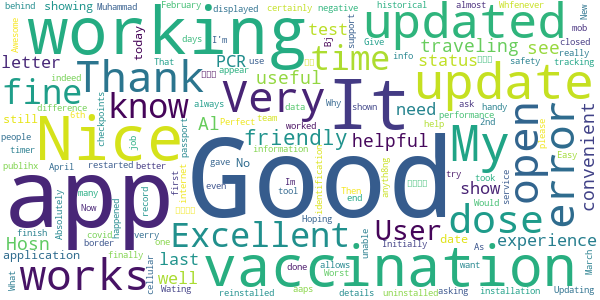 behind showing Muhammad February displayed certainly negative historical Bj almost Whfenever
working updated
Awesome days I'm support Give closed New mob
letter indeed today PCR test info really tracking
That use appear time status traveling see safety
Thank Very It update
fine know useful
still difference 6th always Why shown performance ask handy
people timer job checkpoints passport Perfect data worked team need 2nd please
Nice app Good My open error convenient
Al friendly information help helpful Easy
publihx April restarted better gave No even Im tool identification Then end anything try show took service
Absolutely many Now happened record first User dose
Hosn covid border verry Excellent Hoping done Initially unable date Would experience
finish finally one internet allows As want March
application last
What works cellular well vaccination
Wating reinstalled aaps Worst details uninstalled asking installation Updating